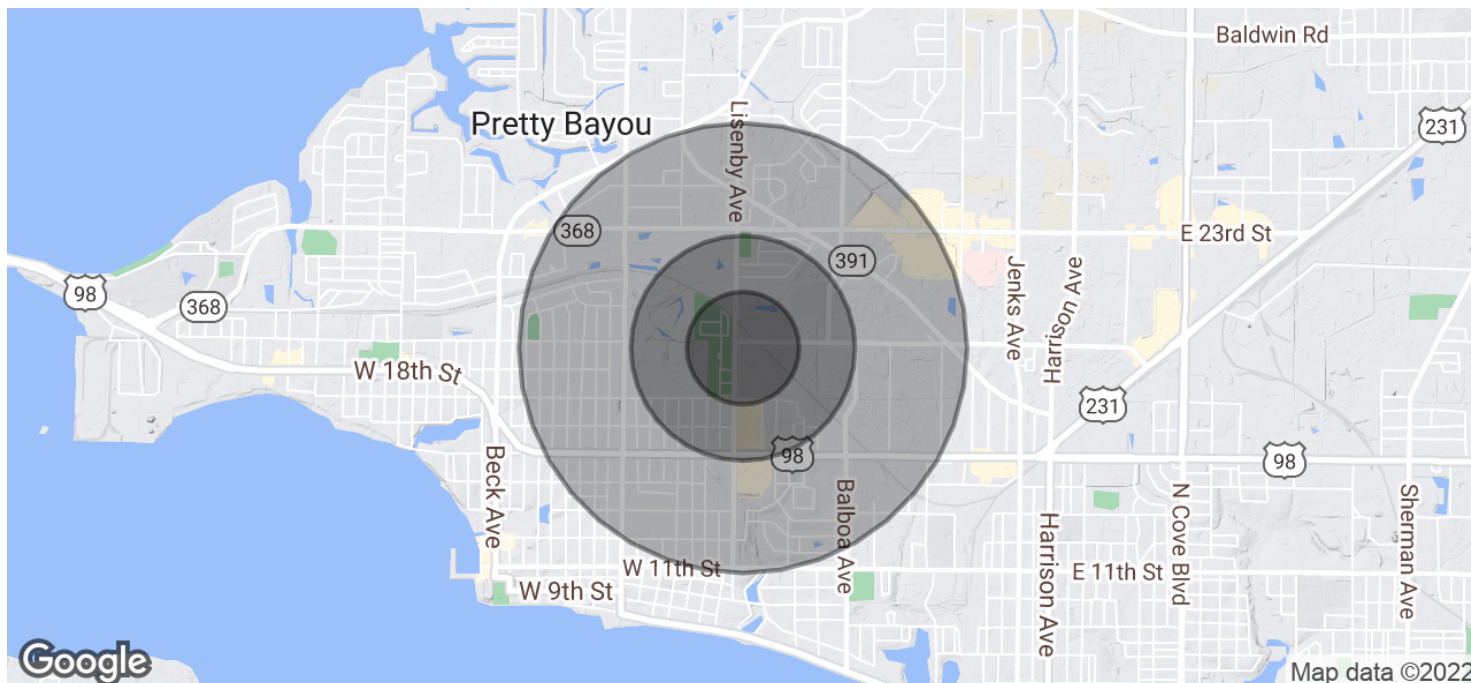 Baldwin Rd
231
Pretty Bayou
Lisenby Ave
368
E 23rd St
391
98
368
Jenks Ave
Harrison Ave
W 18th St
231
98
98
Beck Ave
Balboa Ave
Harrison Ave
N Cove Blvd
Sherman Ave
W 11th St
E 11th St
W 9th St
Google
Map data ©2022